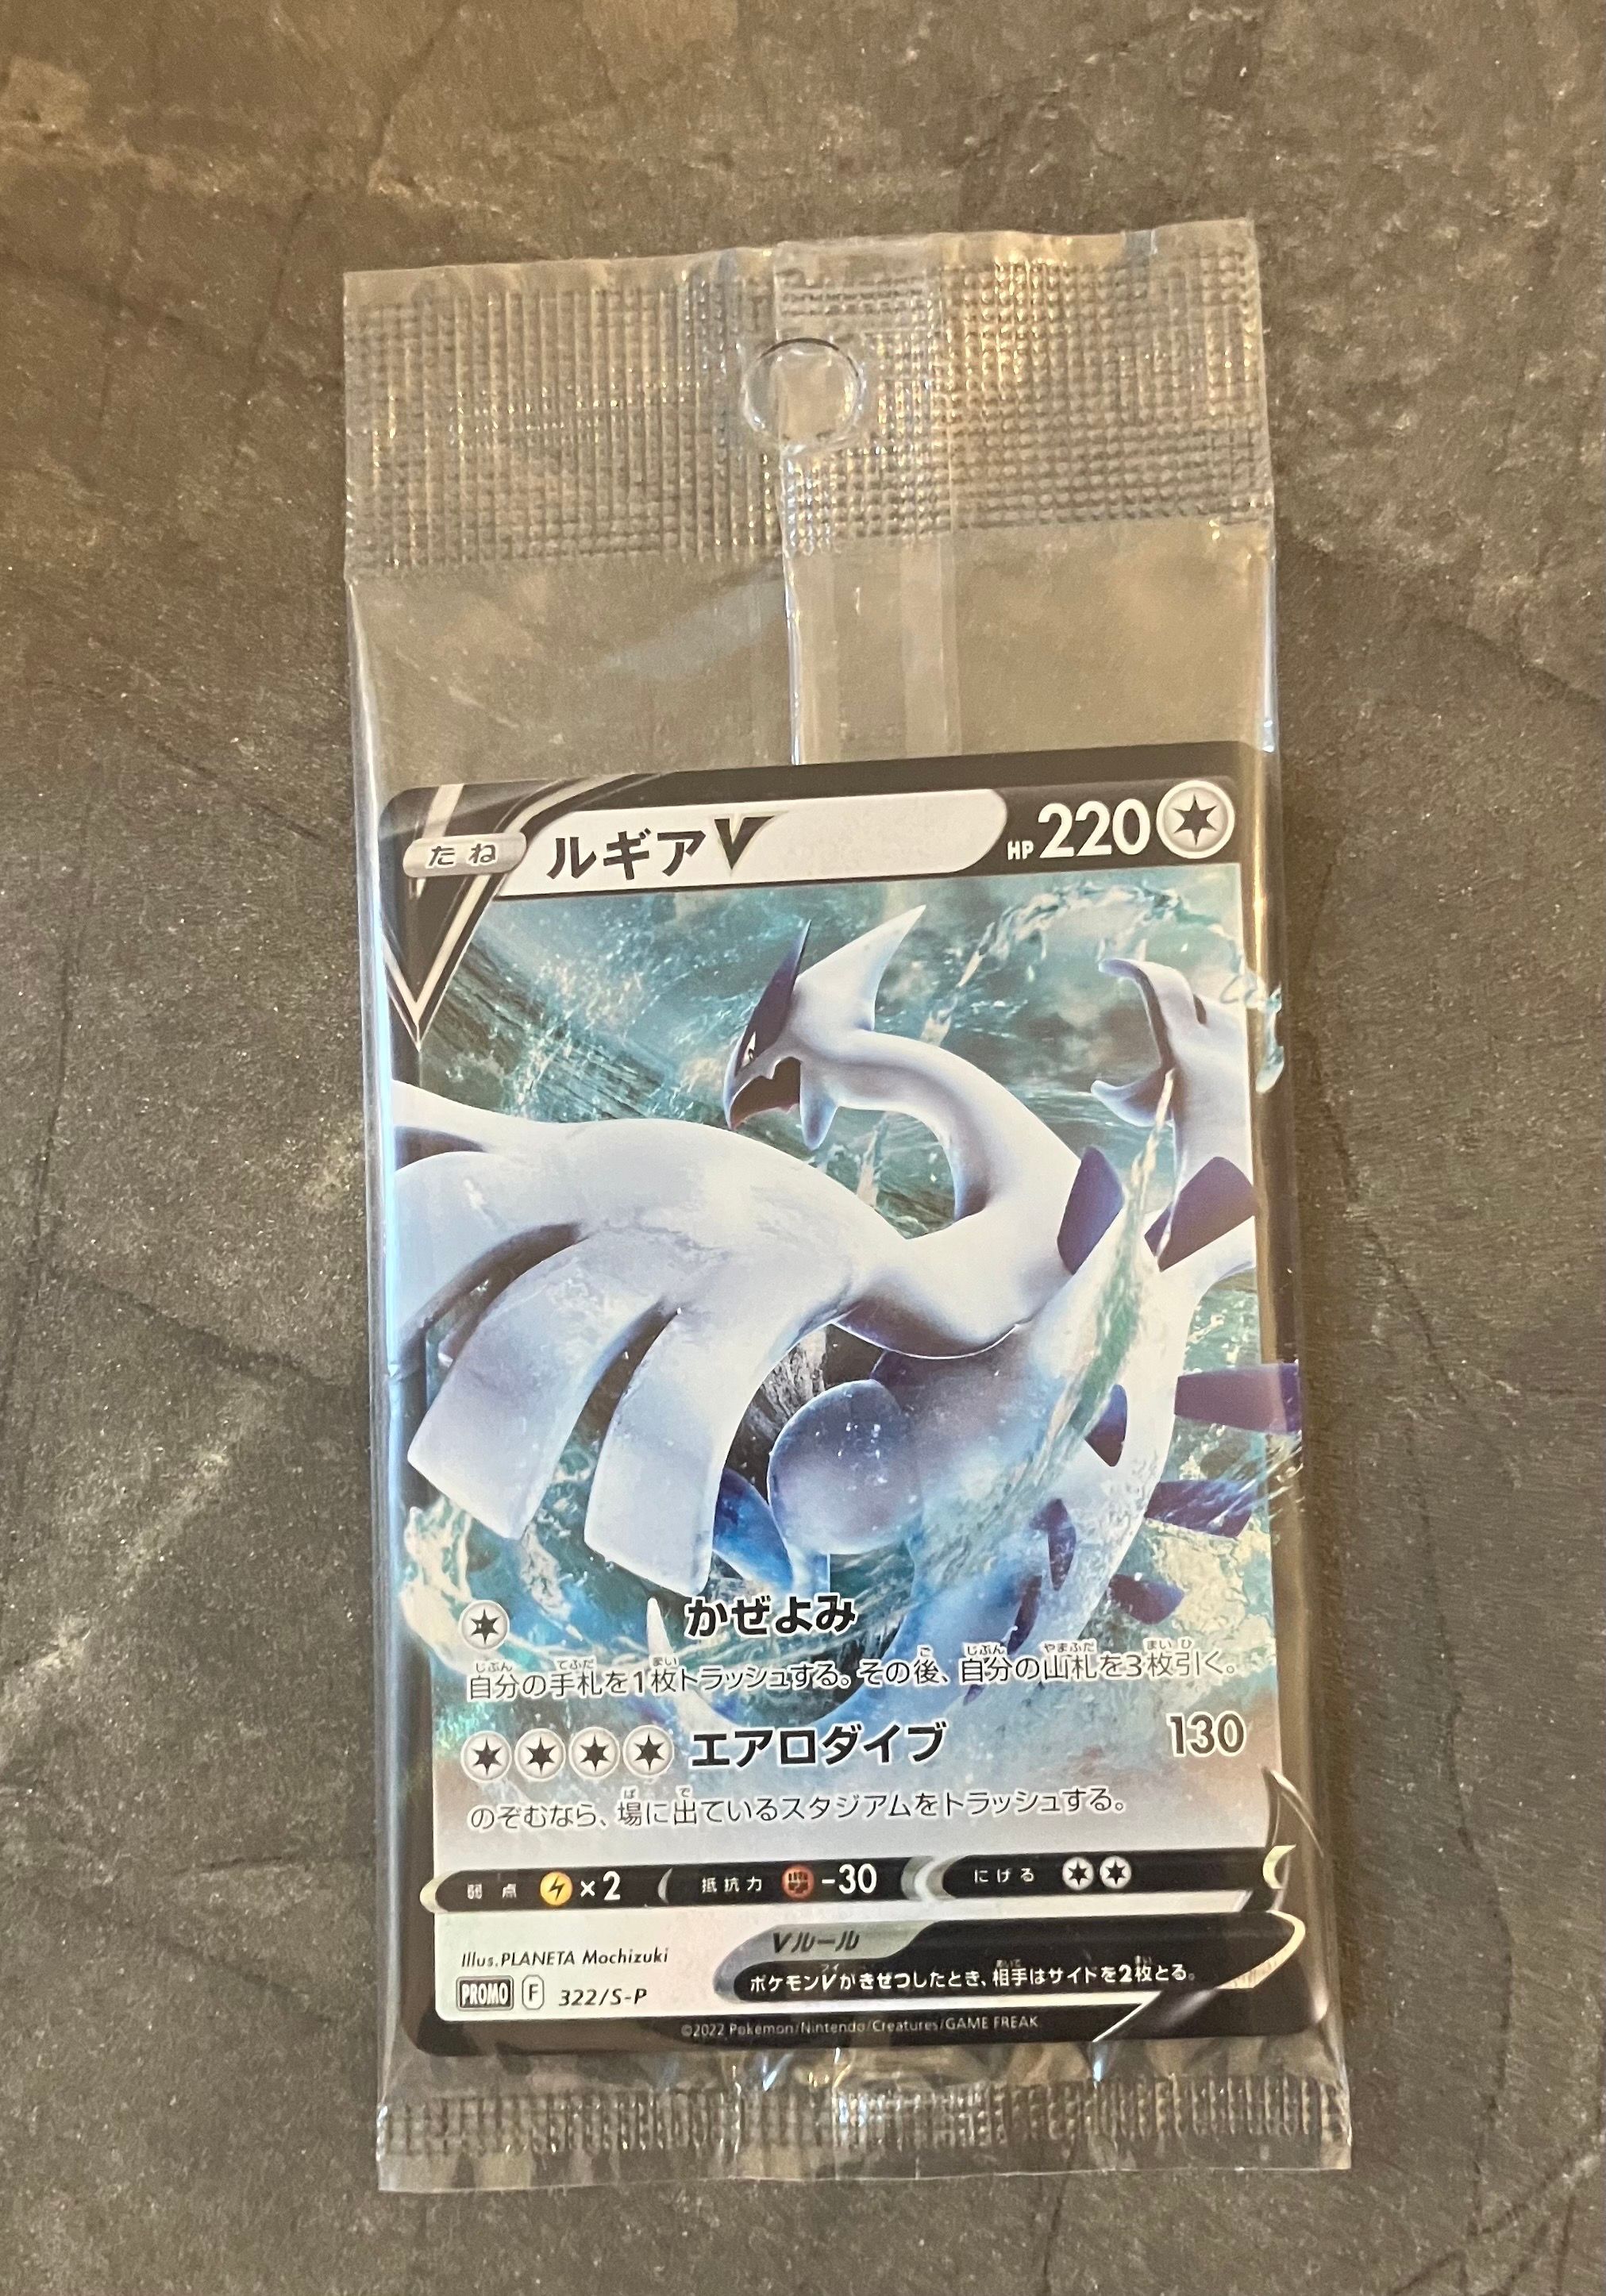 たね ルギアV HP 220
かぜよみ
自分の手札を1枚トラッシュする。その後、自分の山札を3枚引く。
エアロダイブ 130
のぞむなら、場に出ているスタジアムをトラッシュする。
弱点 ×2 抵抗力 -30 にげる
Illus. PLANETA Mochizuki
Vルール
ポケモンVがきぜつしたとき、相手はサイドを2枚とる。
PROMO F 322/S-P
©2022 Pokémon/Nintendo/Creatures/GAME FREAK